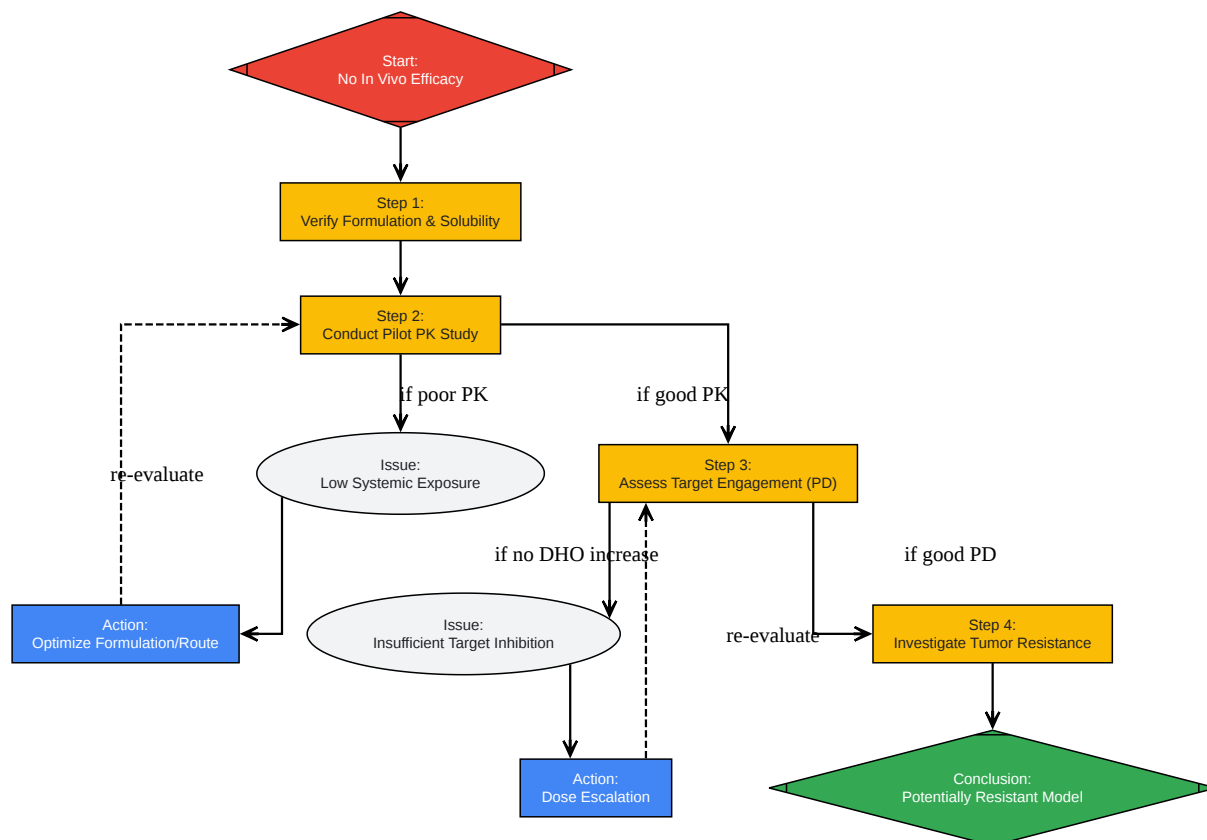 Start:
No In Vivo Efficacy
Step 1:
Verify Formulation & Solubility
Step 2:
Conduct Pilot PK Study
if poor PK
if good PK
re-evaluate
Issue:
Low Systemic Exposure
Step 3:
Assess Target Engagement (PD)
if no DHO increase
if good PD
Action:
Optimize Formulation/Route
Issue:
Insufficient Target Inhibition
re-evaluate
Step 4:
Investigate Tumor Resistance
Action:
Dose Escalation
Conclusion:
Potentially Resistant Model